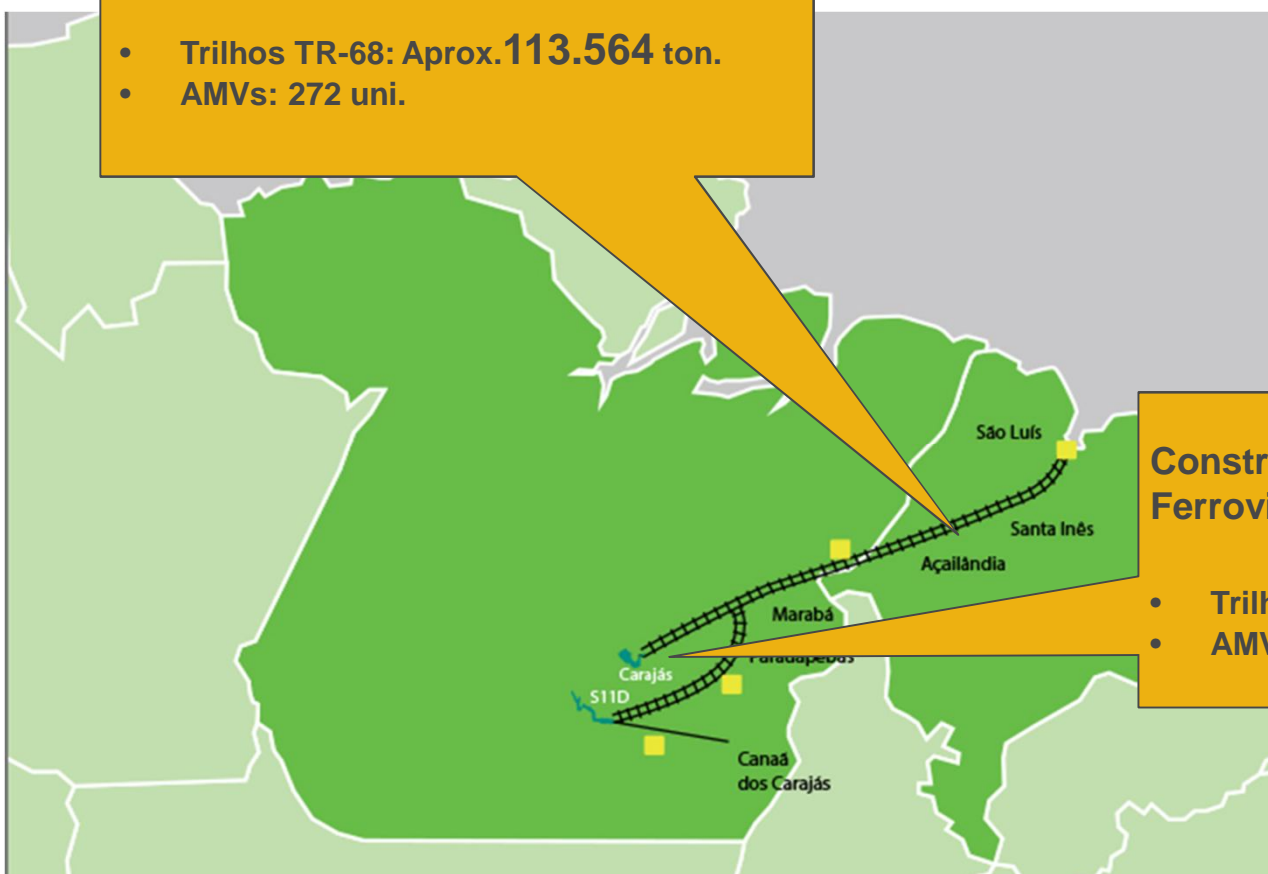 • Trilhos TR-68: Aprox.113.564 ton.
• AMVs: 272 uni.
São Luís
Constr
Ferrovi
Santa Inês
Açailândia
• Trilh
Marabá
• AMV
Carajás
S11D
Canaã
dos Carajás